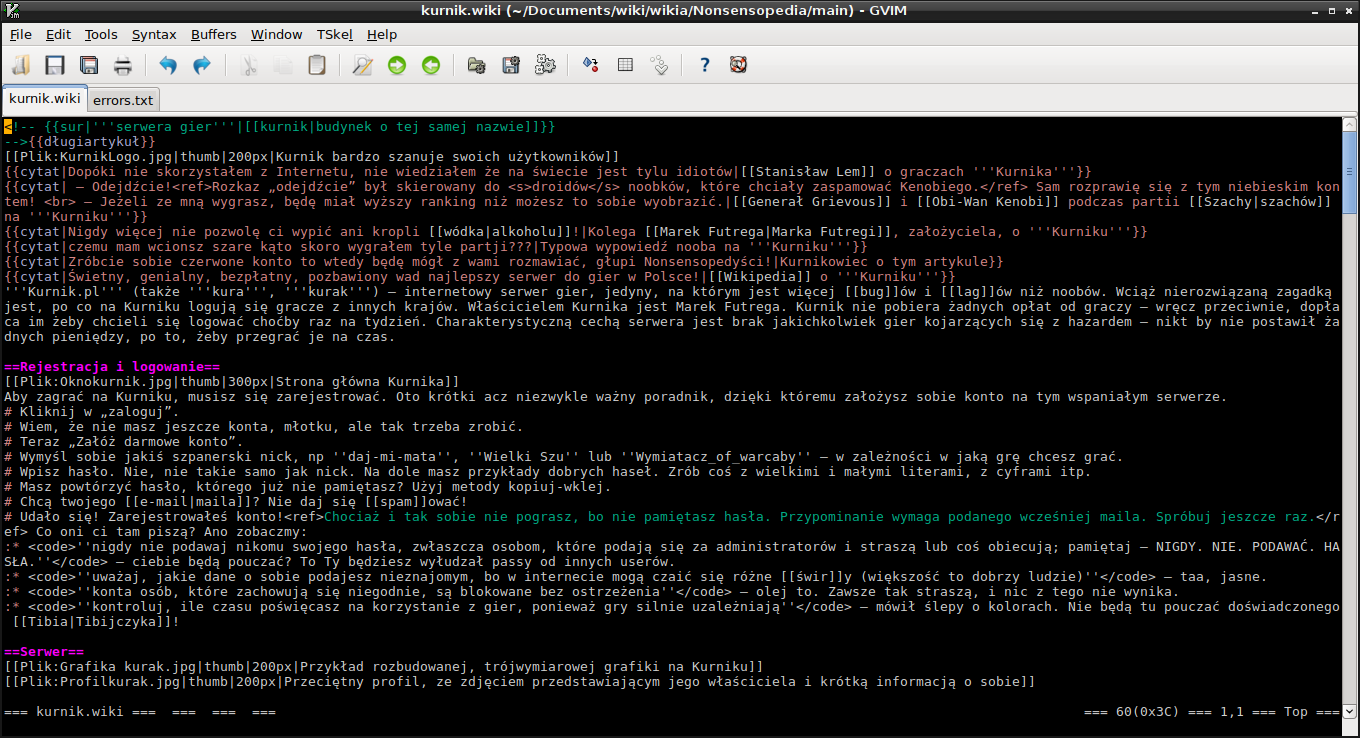 kurnik.wiki (~/Documents/wiki/wikia/Nonsensopedia/main) - GVIM
File Edit Tools Syntax Buffers Window TSkel Help
kurnik.wiki errors.txt
<!-- {{sur|'''serwera gier'''|[[kurnik|budynek o tej samej nazwie]]}}
-->{{długiartykuł}}
[[Plik:KurnikLogo.jpg|thumb|200px|Kurnik bardzo szanuje swoich użytkowników]]
{{cytat|Dopóki nie skorzystałem z Internetu, nie wiedziałem że na świecie jest tylu idiotów|[[Stanisław Lem]] o graczach '''Kurnika'''}}
{{cytat| – Odejdźcie!<ref>Rozkaz „odejdźcie” był skierowany do <s>droidów</s> noobków, które chciały zaspamować Kenobiego.</ref> Sam rozprawię się z tym niebieskim kon
tem! <br> – Jeżeli ze mną wygrasz, będę miał wyższy ranking niż możesz to sobie wyobrazić.|[[Generał Grievous]] i [[Obi-Wan Kenobi]] podczas partii [[Szachy|szachów]]
na '''Kurniku'''}}
{{cytat|Nigdy więcej nie pozwolę ci wypić ani kropli [[wódka|alkoholu]]!|Kolega [[Marek Futrega|Marka Futregi]], założyciela, o '''Kurniku'''}}
{{cytat|czemu mam wcionsz szare kąto skoro wygrałem tyle partji???|Typowa wypowiedź nooba na '''Kurniku'''}}
{{cytat|Zróbcie sobie czerwone konto to wtedy będę mógł z wami rozmawiać, głupi Nonsensopedyści!|Kurnikowiec o tym artykule}}
{{cytat|Świetny, genialny, bezpłatny, pozbawiony wad najlepszy serwer do gier w Polsce!|[[Wikipedia]] o '''Kurniku'''}}
'''Kurnik.pl''' (także '''kura''', '''kurak''') – internetowy serwer gier, jedyny, na którym jest więcej [[bug]]ów i [[lag]]ów niż noobów. Wciąż nierozwiązaną zagadką
jest, po co na Kurniku logują się gracze z innych krajów. Właścicielem Kurnika jest Marek Futrega. Kurnik nie pobiera żadnych opłat od graczy – wręcz przeciwnie, dopła
ca im żeby chcieli się logować choćby raz na tydzień. Charakterystyczną cechą serwera jest brak jakichkolwiek gier kojarzących się z hazardem – nikt by nie postawił ża
dnych pieniędzy, po to, żeby przegrać je na czas.
==Rejestracja i logowanie==
[[Plik:Oknokurnik.jpg|thumb|300px|Strona główna Kurnika]]
Aby zagrać na Kurniku, musisz się zarejestrować. Oto krótki acz niezwykle ważny poradnik, dzięki któremu założysz sobie konto na tym wspaniałym serwerze.
# Kliknij w „zaloguj”.
# Wiem, że nie masz jeszcze konta, młotku, ale tak trzeba zrobić.
# Teraz „Załóż darmowe konto”.
# Wymyśl sobie jakiś szpanerski nick, np ''daj-mi-mata'', ''Wielki Szu'' lub ''Wymiatacz_of_warcaby'' – w zależności w jaką grę chcesz grać.
# Wpisz hasło. Nie, nie takie samo jak nick. Na dole masz przykłady dobrych haseł. Zrób coś z wielkimi i małymi literami, z cyframi itp.
# Masz powtórzyć hasło, którego już nie pamiętasz? Użyj metody kopiuj-wklej.
# Chcą twojego [[e-mail|maila]]? Nie daj się [[spam]]ować!
# Udało się! Zarejestrowałeś konto!<ref>Chociaż i tak sobie nie pograsz, bo nie pamiętasz hasła. Przypominanie wymaga podanego wcześniej maila. Spróbuj jeszcze raz.</r
ef> Co oni ci tam piszą? Ano zobaczmy:
:* <code>''nigdy nie podawaj nikomu swojego hasła, zwłaszcza osobom, które podają się za administratorów i straszą lub coś obiecują; pamiętaj – NIGDY. NIE. PODAWAĆ. HA
SŁA.''</code> – ciebie będą pouczać? To Ty będziesz wyłudzał passy od innych userów.
:* <code>''uważaj, jakie dane o sobie podajesz nieznajomym, bo w internecie mogą czaić się różne [[świr]]y (większość to dobrzy ludzie)''</code> – taa, jasne.
:* <code>''konta osób, które zachowują się niegodnie, są blokowane bez ostrzeżenia''</code> – olej to. Zawsze tak straszą, i nic z tego nie wynika.
:* <code>''kontroluj, ile czasu poświęcasz na korzystanie z gier, ponieważ gry silnie uzależniają''</code> – mówił ślepy o kolorach. Nie będą tu pouczać doświadczonego
[[Tibia|Tibijczyka]]!
==Serwer==
[[Plik:Grafika kurak.jpg|thumb|200px|Przykład rozbudowanej, trójwymiarowej grafiki na Kurniku]]
[[Plik:Profilkurak.jpg|thumb|200px|Przeciętny profil, ze zdjęciem przedstawiającym jego właściciela i krótką informacją o sobie]]
=== kurnik.wiki === === === === === 60(0x3C) === 1,1 === Top ===